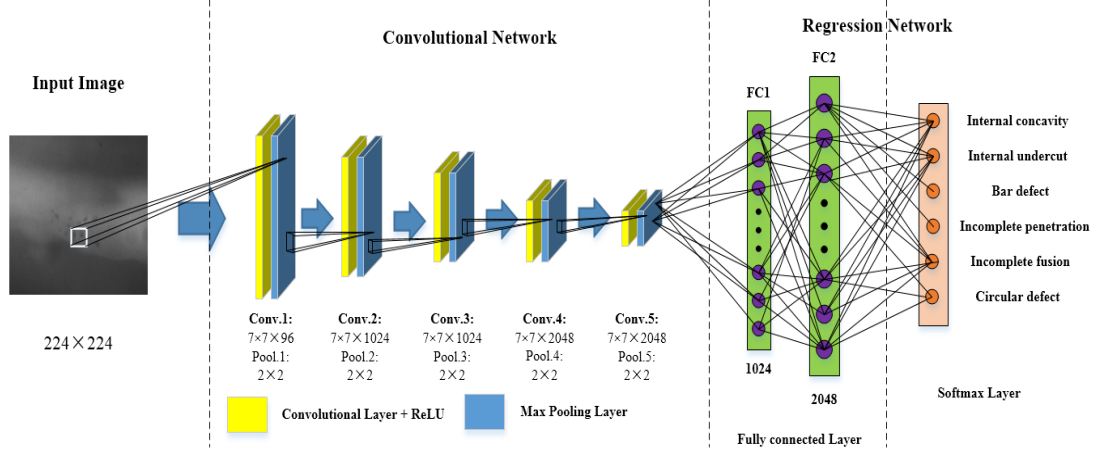 Input Image
224×224
Convolutional Network
Conv.1:
7×7×96
Pool.1:
2×2
Conv.2:
7×7×1024
Pool.2:
2×2
Conv.3:
7×7×1024
Pool.3:
2×2
Conv.4:
7×7×2048
Pool.4:
2×2
Conv.5:
7×7×2048
Pool.5:
2×2
Convolutional Layer + ReLU
Max Pooling Layer
Regression Network
FC1
1024
FC2
2048
Fully connected Layer
Internal concavity
Internal undercut
Bar defect
Incomplete penetration
Incomplete fusion
Circular defect
Softmax Layer